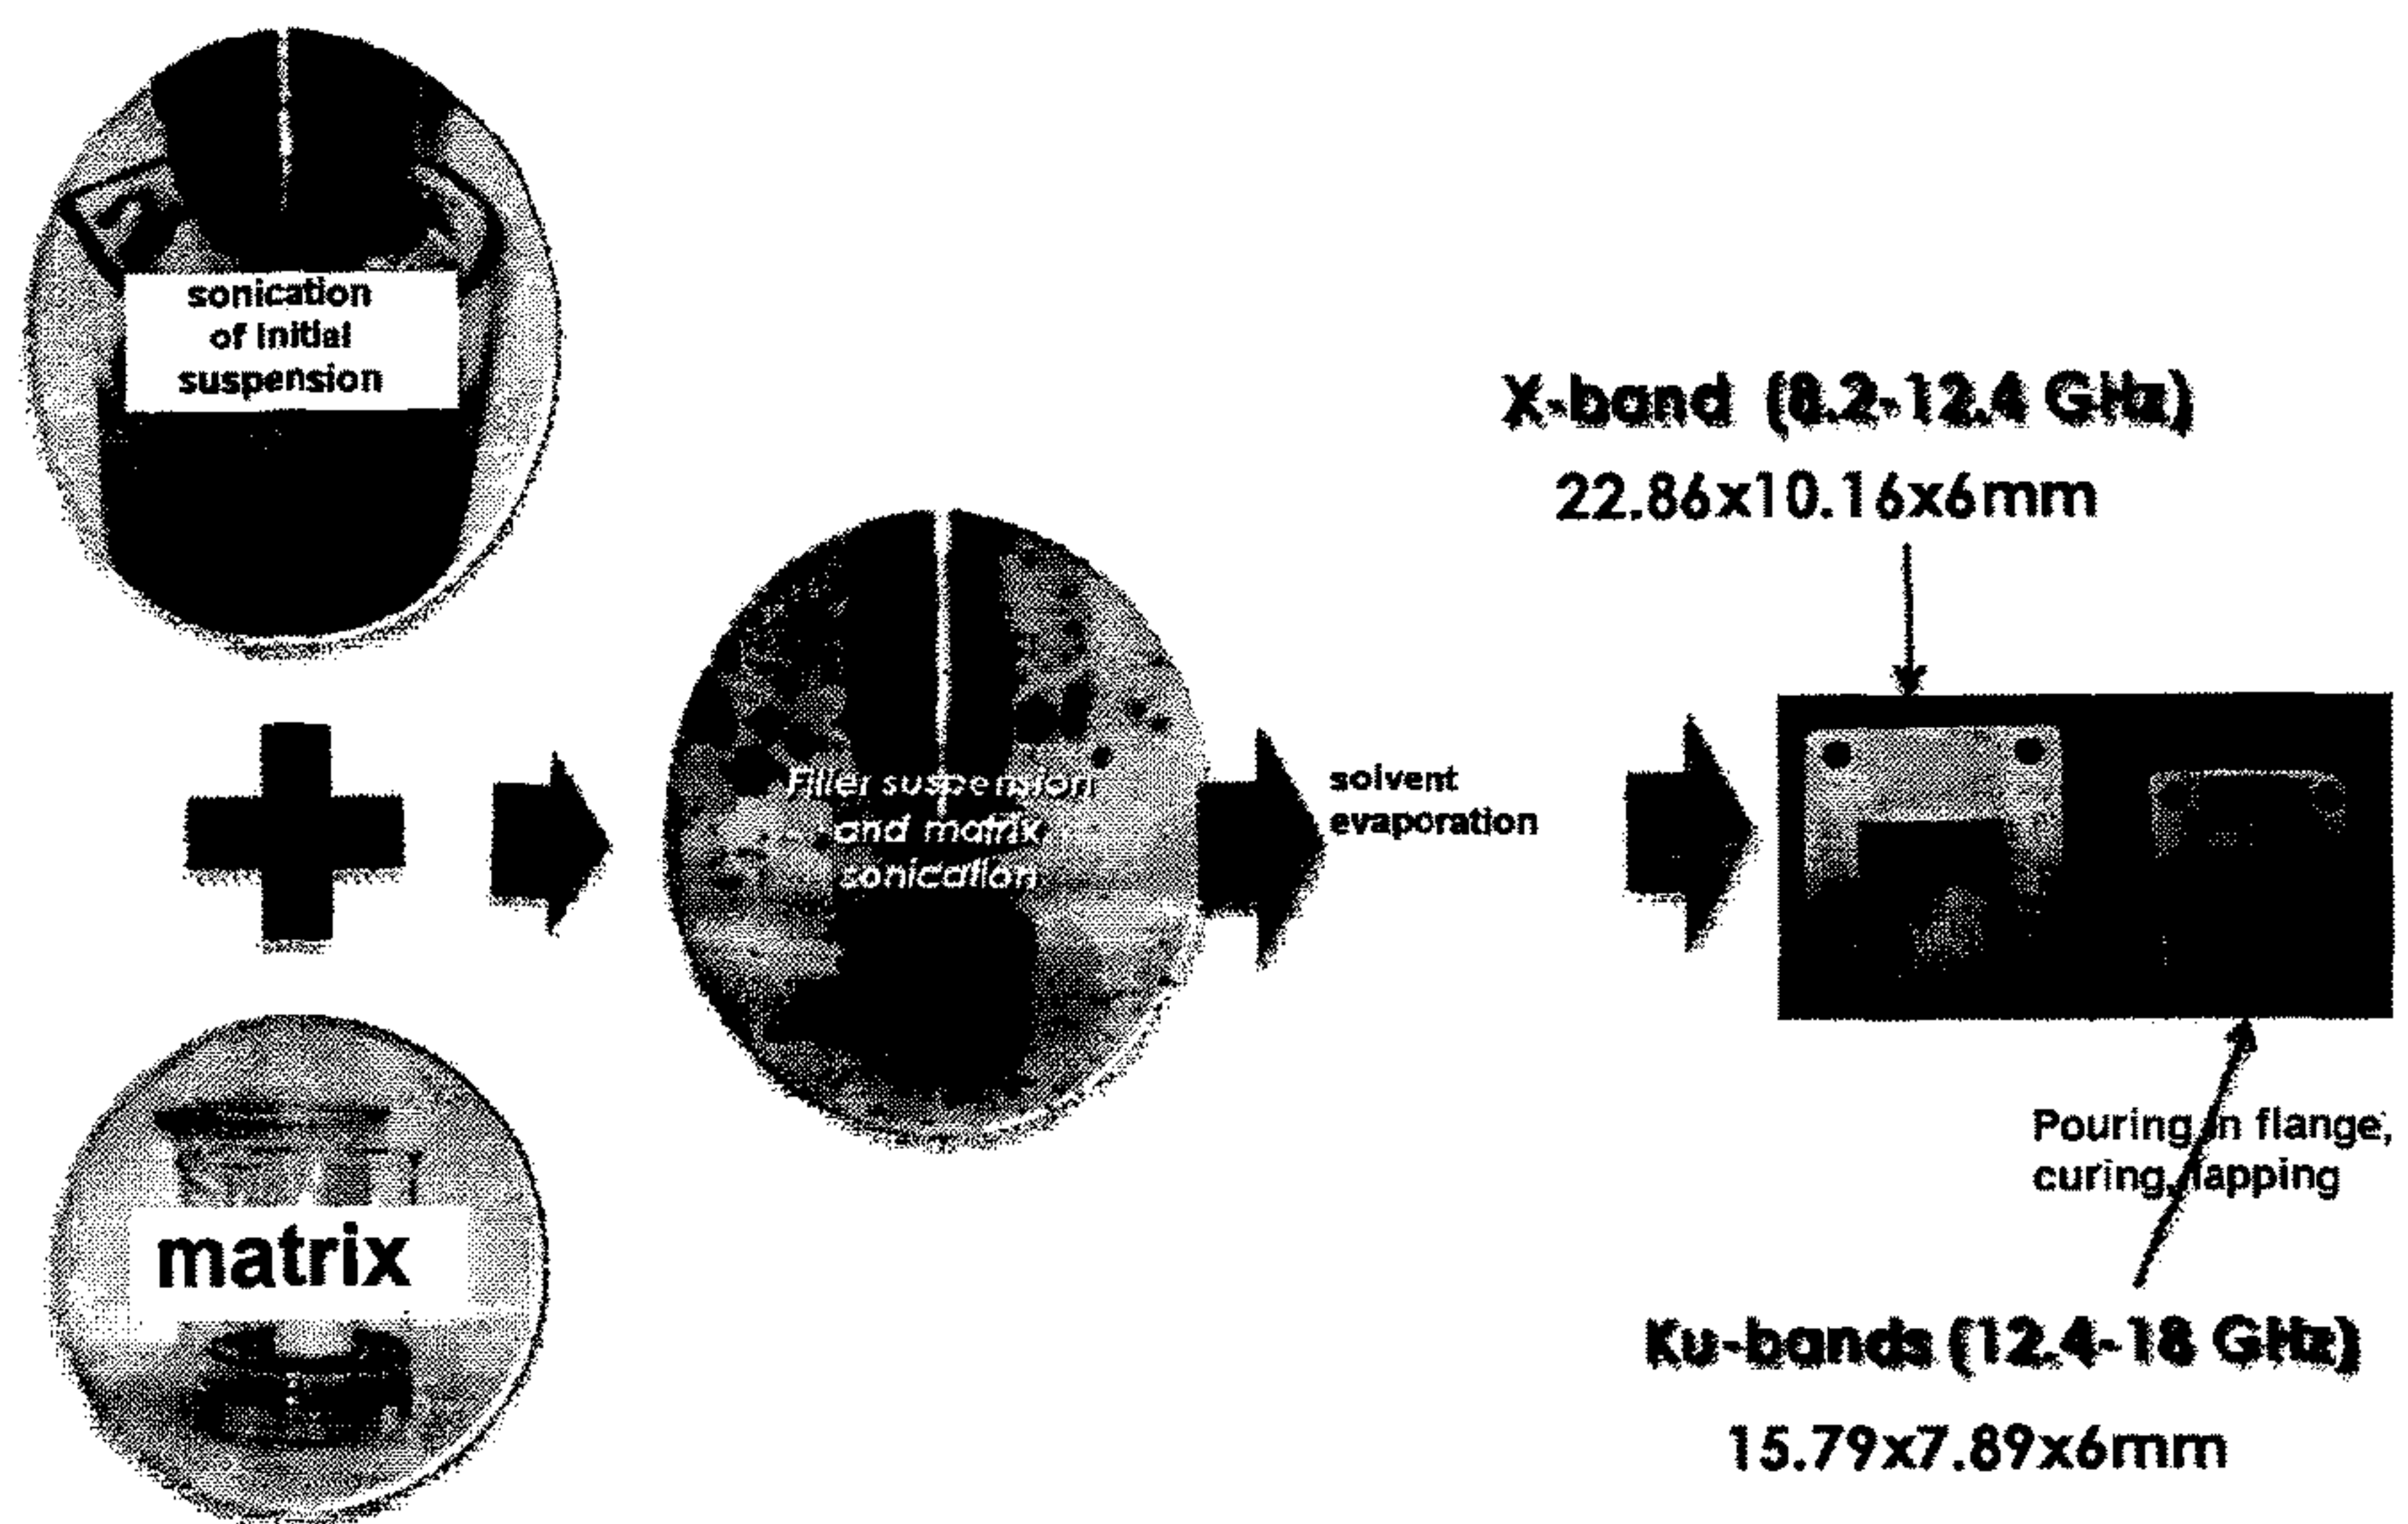 sonication
of initial
suspension
matrix
Filler suspension
and matrix
sonication
solvent
evaporation
X-band (8.2-12.4 GHz)
22.86x10.16x6mm
Pouring in flange,
curing, lapping
Ku-bands (12.4-18 GHz)
15.79x7.89x6mm